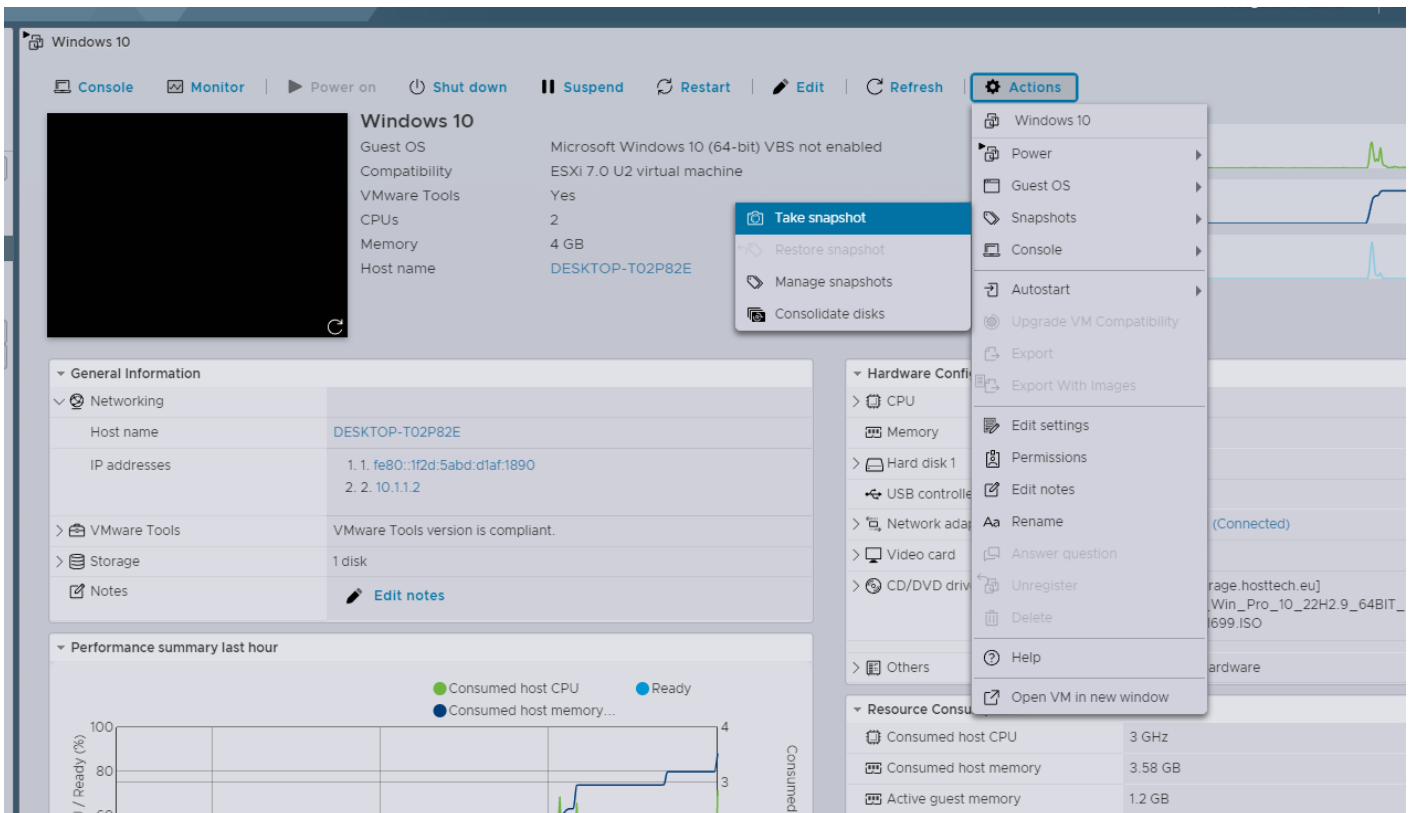 Windows 10
Console Monitor Power on Shut down Suspend Restart Edit Refresh Actions
Windows 10
Guest OS Microsoft Windows 10 (64-bit) VBS not enabled
Compatibility ESXi 7.0 U2 virtual machine
VMware Tools Yes
CPUs 2
Memory 4 GB
Host name DESKTOP-T02P82E
Take snapshot
Restore snapshot
Manage snapshots
Consolidate disks
Windows 10
Power
Guest OS
Snapshots
Console
Autostart
Upgrade VM Compatibility
Export
Export With Images
Edit settings
Permissions
Edit notes
Aa Rename
Answer question
Unregister
Delete
Help
Open VM in new window
General Information
Networking
Host name DESKTOP-T02P82E
IP addresses 1. 1. fe80::1f2d:5abd:d1af:1890
2. 2. 10.1.1.2
VMware Tools VMware Tools version is compliant.
Storage 1 disk
Notes Edit notes
Performance summary last hour
Consumed host CPU Ready
Consumed host memory...
100 4
80 3
/ Ready (%)
Consumed
Hardware
CPU
Memory
Hard disk 1
USB
Network
(Connected)
Video card
CD/DVD
rage.hosttech.eu]
_Win_Pro_10_22H2.9_64BIT_
1699.ISO
Others
ardware
Resource
Consumed host CPU 3 GHz
Consumed host memory 3.58 GB
Active guest memory 1.2 GB